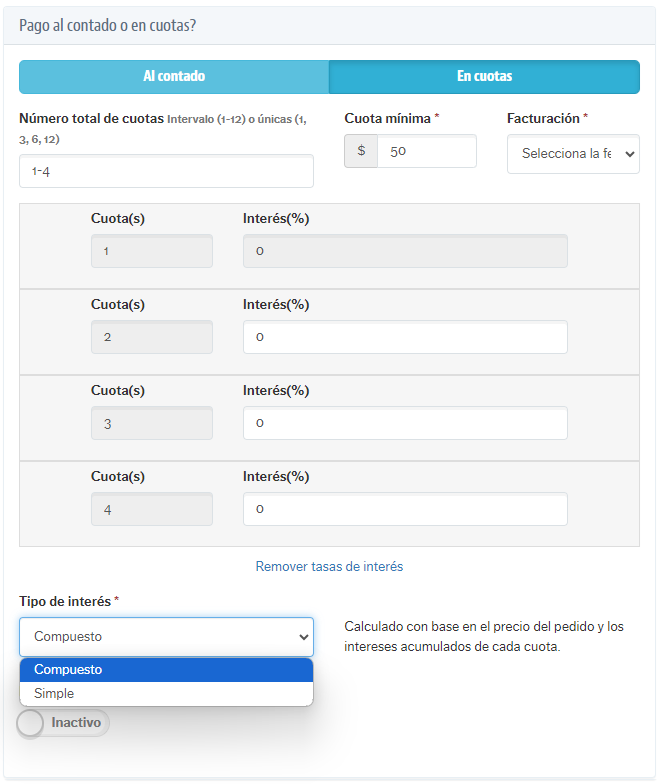 Pago al contado o en cuotas?
Al contado
En cuotas
Número total de cuotas Intervalo (1-12) o únicas (1,
3, 6, 12)
1-4
Cuota mínima *
$
50
Facturación *
Selecciona la fe
Cuota(s)
Interés(%)
1
0
Cuota(s)
Interés(%)
2
0
Cuota(s)
Interés(%)
3
0
Cuota(s)
Interés(%)
4
0
Remover tasas de interés
Tipo de interés *
Compuesto
Calculado con base en el precio del pedido y los
intereses acumulados de cada cuota.
Compuesto
Simple
Inactivo